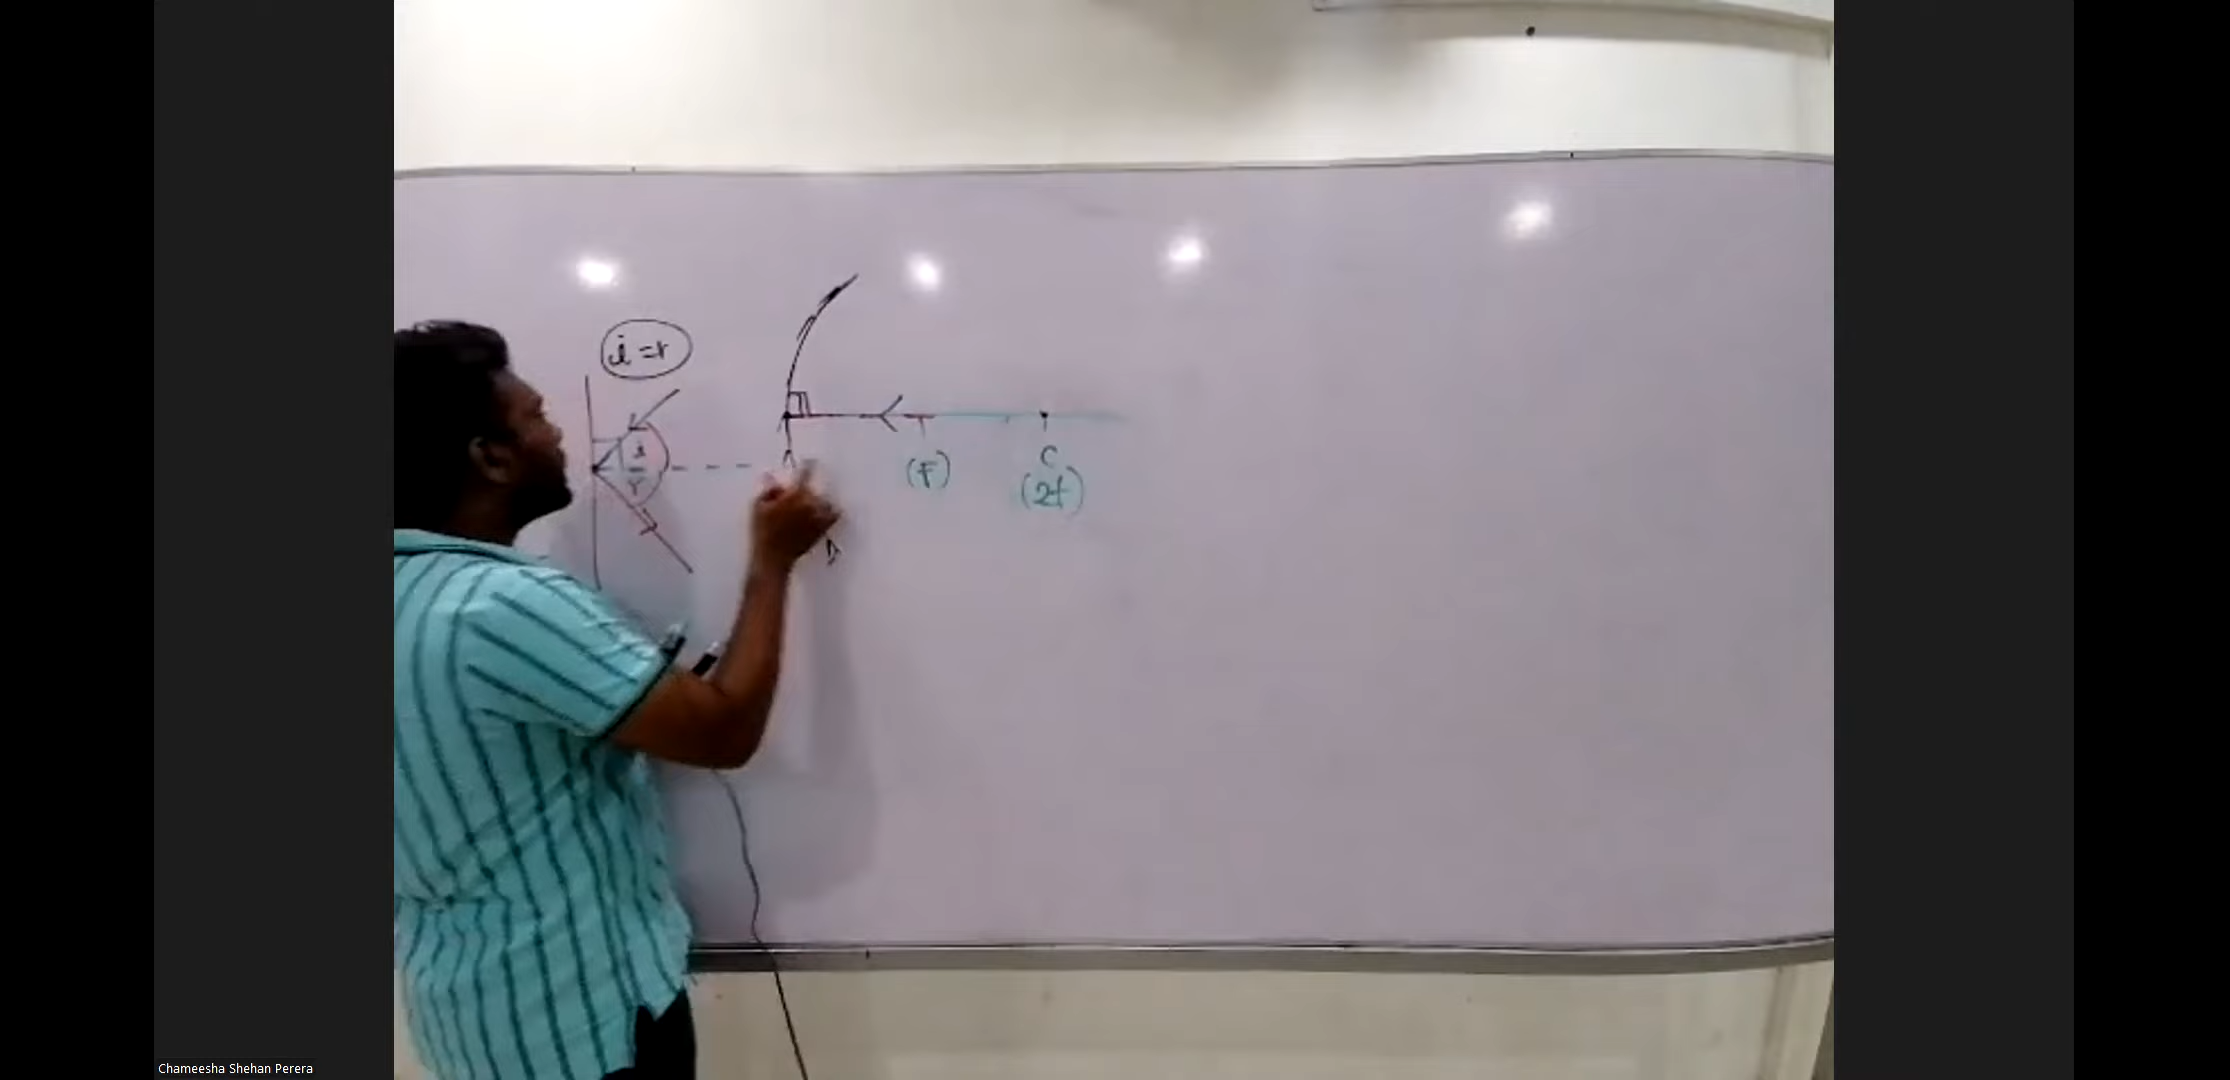 i = r
i
r
(F)
C
(2f)
Chameesha Shehan Perera